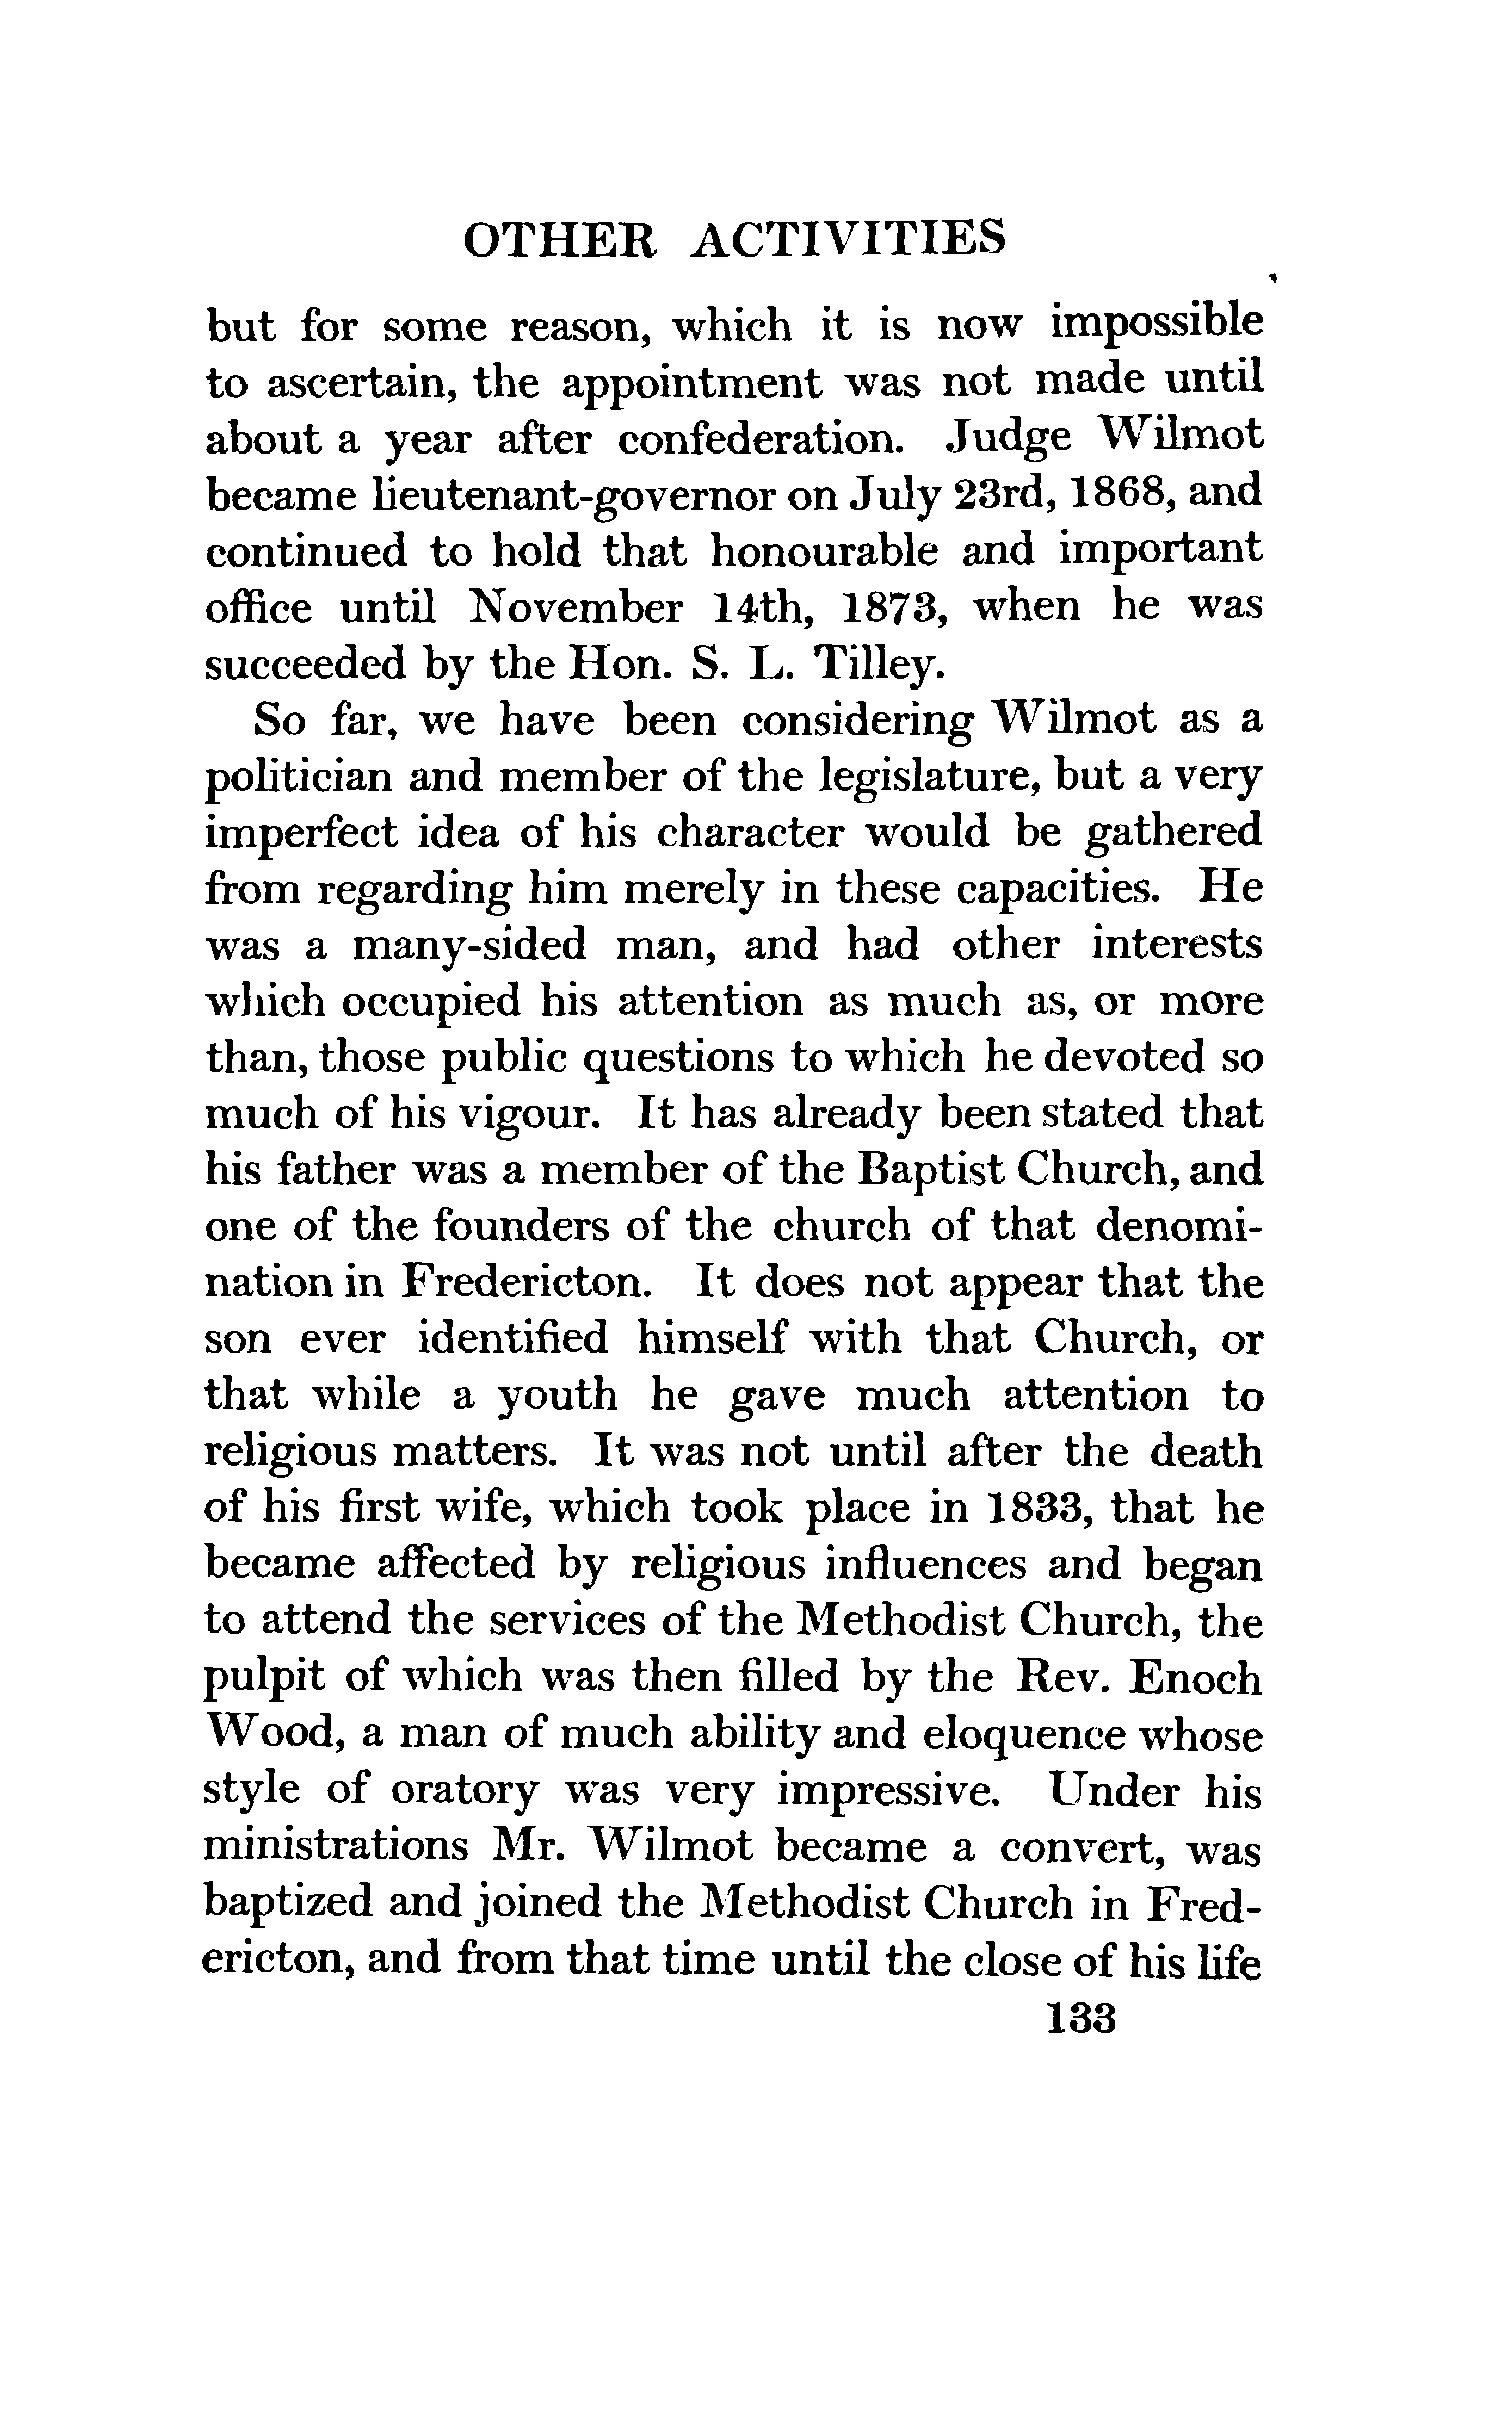 OTHER ACTIVITIES
but for some reason, which it is now impossible
to ascertain, the appointment was not made until
about a year after confederation. Judge Wilmot
became lieutenant-governor on July 23rd, 1868, and
continued to hold that honourable and important
office until November 14th, 1873, when he was
succeeded by the Hon. S. L. Tilley.
So far, we have been considering Wilmot as a
politician and member of the legislature, but a very
imperfect idea of his character would be gathered
from regarding him merely in these capacities. He
was a many-sided man, and had other interests
which occupied his attention as much as, or more
than, those public questions to which he devoted so
much of his vigour. It has already been stated that
his father was a member of the Baptist Church, and
one of the founders of the church of that denomi-
nation in Fredericton. It does not appear that the
son ever identified himself with that Church, or
that while a youth he gave much attention to
religious matters. It was not until after the death
of his first wife, which took place in 1833, that he
became affected by religious influences and began
to attend the services of the Methodist Church, the
pulpit of which was then filled by the Rev. Enoch
Wood, a man of much ability and eloquence whose
style of oratory was very impressive. Under his
ministrations Mr. Wilmot became a convert, was
baptized and joined the Methodist Church in Fred-
ericton, and from that time until the close of his life
133